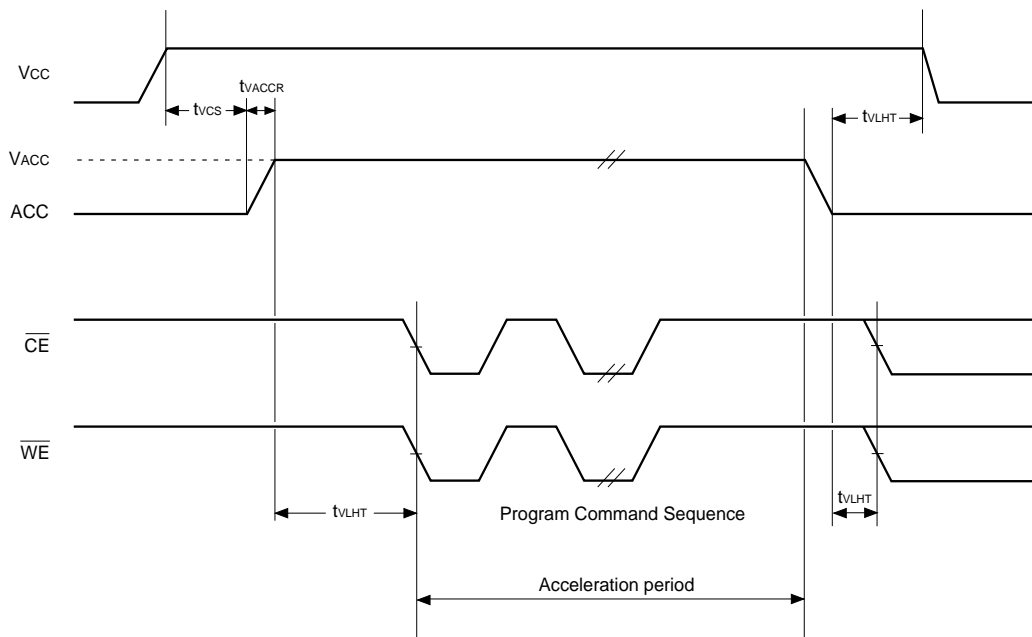 VCC
tVCS
tVACCR
tVLHT
VACC
ACC
CE
WE
tVLHT
Program Command Sequence
tVLHT
Acceleration period